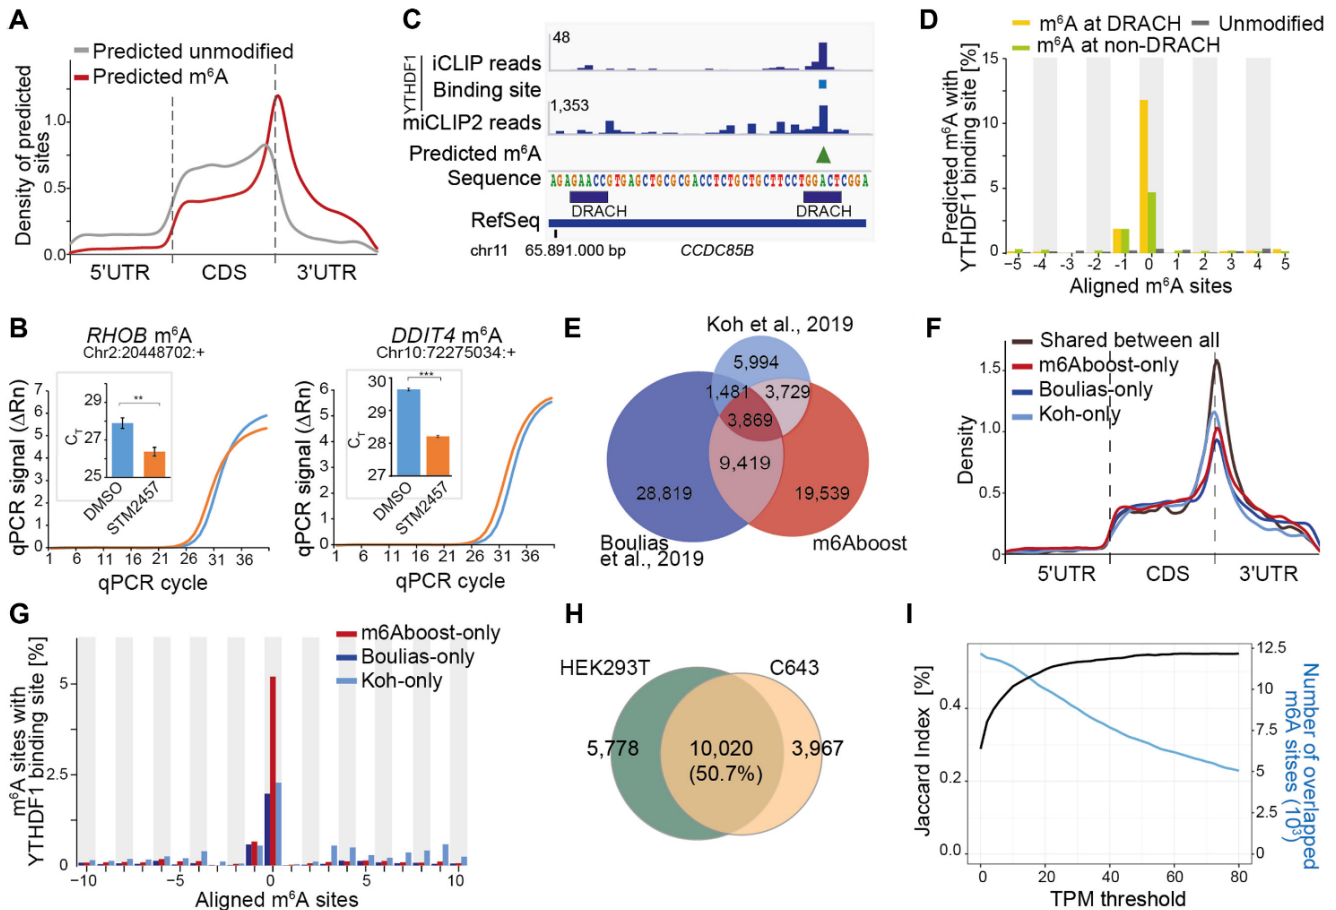 A
Predicted unmodified
Predicted m⁶A
Density of predicted
sites
1.0
0.5
0.0
5'UTR
CDS
3'UTR
B
RHOB m⁶A
Chr2:20448702:+
qPCR signal (ΔRn)
7
6
5
4
3
2
1
0
29
27
25
C_T
**
DMSO
STM2457
1 6 11 16 21 26 31 36
qPCR cycle
DDIT4 m⁶A
Chr10:72275034:+
qPCR signal (ΔRn)
6
5
4
3
2
1
0
30
29
28
27
C_T
***
DMSO
STM2457
1 6 11 16 21 26 31 36
qPCR cycle
C
YTHDF1
48
iCLIP reads
Binding site
1,353
miCLIP2 reads
Predicted m⁶A
Sequence
AGAGAACCGTGAGCTGCGCGACCTCTGCTGCTTCCTGGACTCGGA
DRACH
DRACH
RefSeq
chr11
65.891.000 bp
CCDC85B
D
m⁶A at DRACH
Unmodified
m⁶A at non-DRACH
Predicted m⁶A with
YTHDF1 binding site [%]
15
10
5
0
-5 -4 -3 -2 -1 0 1 2 3 4 5
Aligned m⁶A sites
E
Koh et al., 2019
5,994
1,481
3,729
3,869
9,419
28,819
19,539
Boulias
et al., 2019
m6Aboost
F
Shared between all
m6Aboost-only
Boulias-only
Koh-only
Density
1.5
1.0
0.5
0
5'UTR
CDS
3'UTR
G
m6Aboost-only
Boulias-only
Koh-only
m⁶A sites with
YTHDF1 binding site [%]
5
2.5
0
−10
−5
0
5
10
Aligned m⁶A sites
H
HEK293T
C643
5,778
10,020
(50.7%)
3,967
I
Jaccard Index [%]
0.4
0.2
0.0
12.5
10
7.5
5
2.5
0
Number of overlapped
m6A sitses (10³)
0
20
40
60
80
TPM threshold